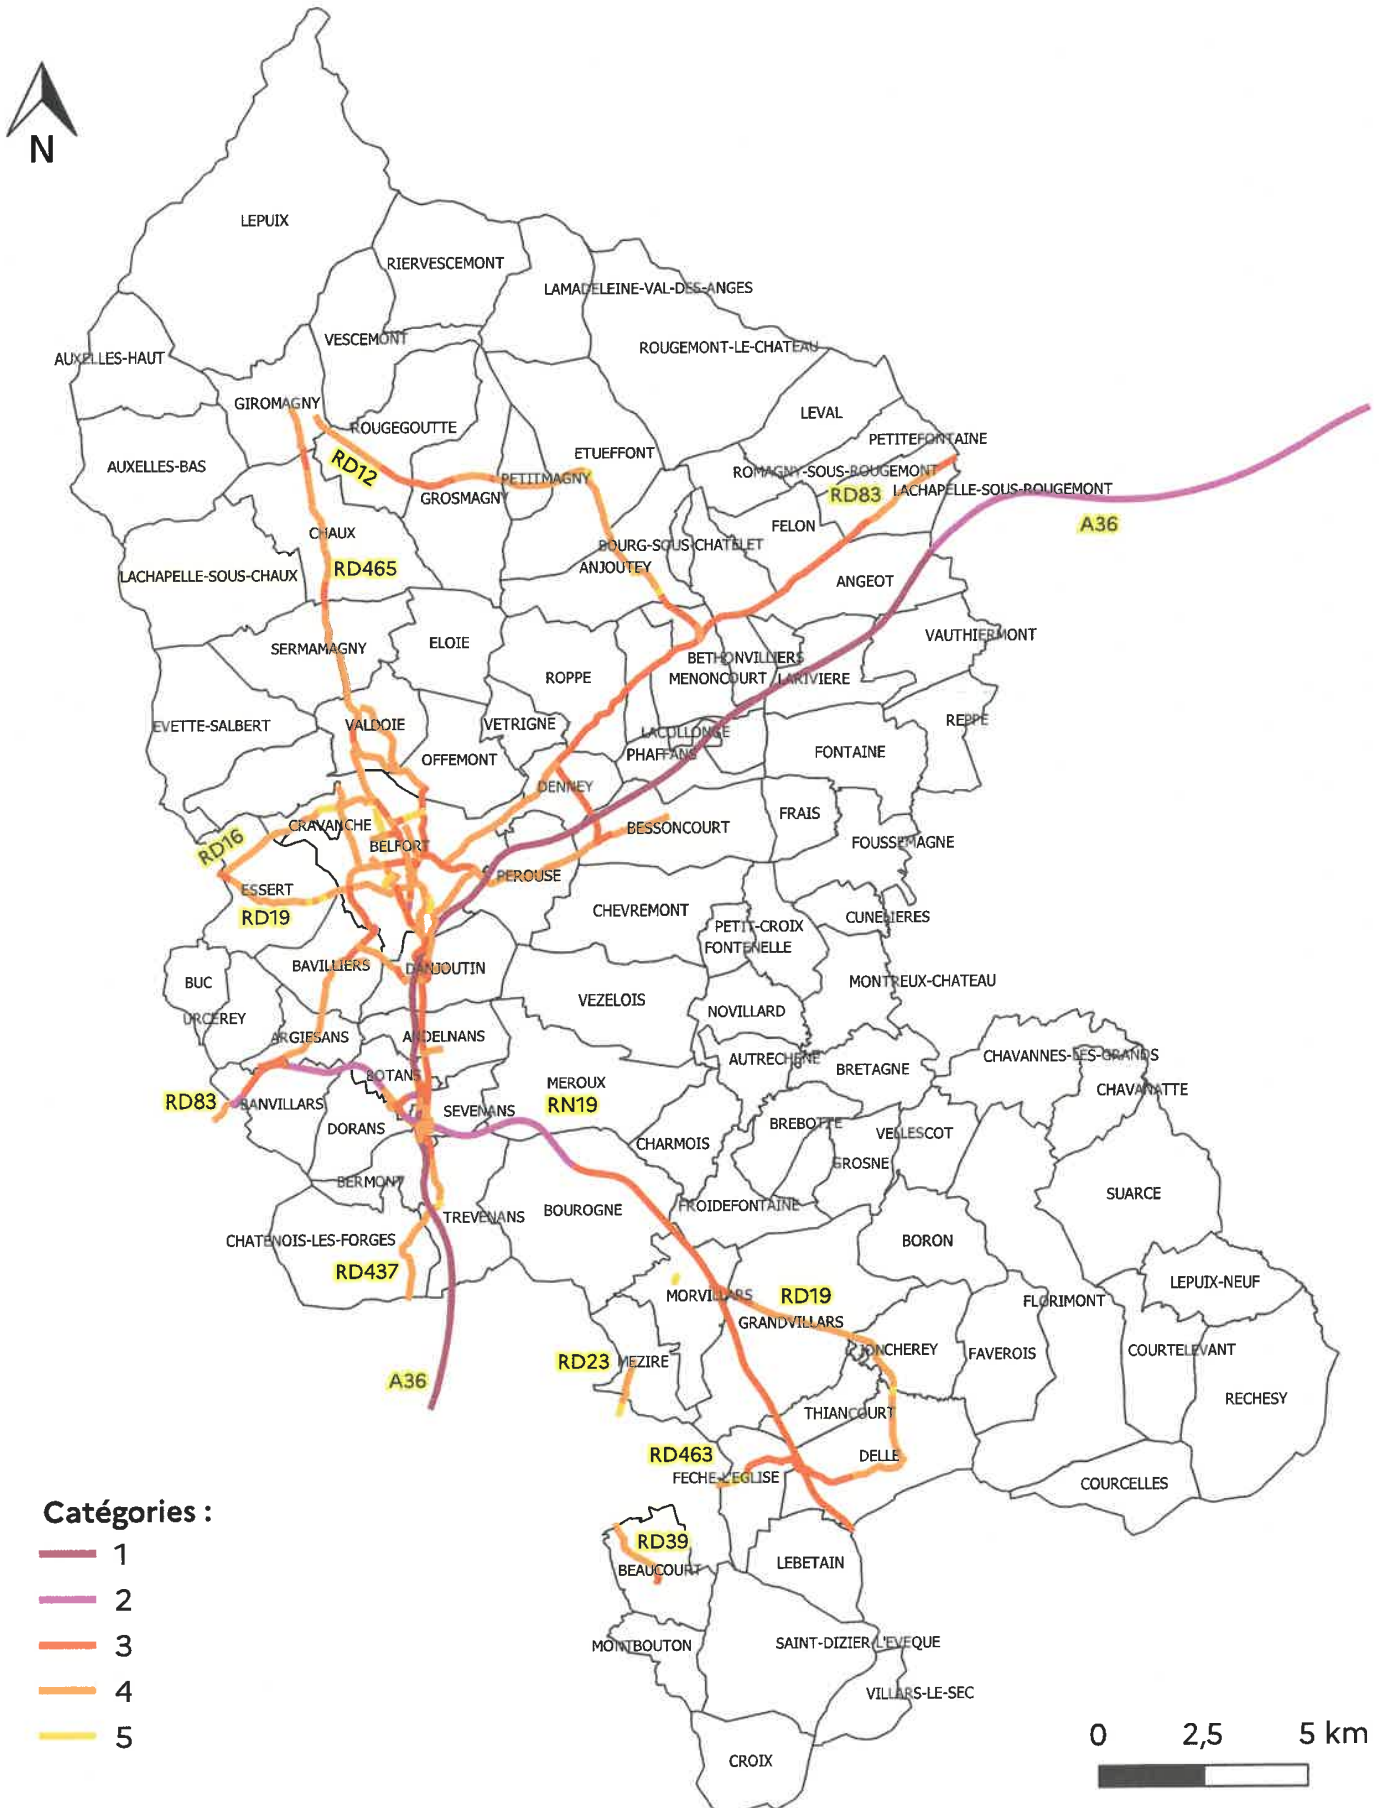 N
LEPUIX
RIERVESCEMONT
LAMADELEINE-VAL-DES-ANGES
VESCEMONT
ROUGEMONT-LE-CHATEAU
AUXELLES-HAUT
GIROMAGNY
LEVAL
ROUGEGOUTTE
PETITEFONTAINE
ETUEFFONT
AUXELLES-BAS
RD12
ROMAGNY-SOUS-ROUGEMONT
PETITMAGNY
GROSMAGNY
RD83
LACHAPELLE-SOUS-ROUGEMONT
A36
FELON
CHAUX
BOURG-SOUS-CHATELET
RD465
ANJOUTEY
LACHAPELLE-SOUS-CHAUX
ANGEOT
VAUTHIERMONT
ELOIE
SERMAMAGNY
BETHONVILLIERS
ROPPE
MENONCOURT
LARIVIERE
REPPE
EVETTE-SALBERT
VALDOIE
VETRIGNE
LACOLLONGE
PHAFFANS
FONTAINE
OFFEMONT
DENNEY
FRAIS
CRAVANCHE
BESSONCOURT
RD16
BELFORT
FOUSSEMAGNE
PEROUSE
ESSERT
RD19
CHEVREMONT
CUNELIERES
PETIT-CROIX
FONTENELLE
BAVILLIERS
DANJOUTIN
BUC
MONTREUX-CHATEAU
VEZELOIS
NOVILLARD
URCEREY
ARGIESANS
ANDELNANS
AUTRECHENE
CHAVANNES-LES-GRANDS
BRETAGNE
BOTANS
MEROUX
CHAVANATTE
RD83
BANVILLARS
RN19
SEVENANS
DORANS
BREBOTTE
VELLESCOT
CHARMOIS
GROSNE
BERMONT
SUARCE
FROIDEFONTAINE
BOUROGNE
TREVENANS
CHATENOIS-LES-FORGES
BORON
RD437
LEPUIX-NEUF
MORVILLARS
RD19
FLORIMONT
GRANDVILLARS
JONCHEREY
FAVEROIS
COURTELEVANT
RD23
MEZIRE
A36
RECHESY
THIANCOURT
RD463
DELLE
FECHE-L'EGLISE
COURCELLES
Catégories :
1
2
3
4
5
RD39
BEAUCOURT
LEBETAIN
MONTBOUTON
SAINT-DIZIER-L'EVEQUE
VILLARS-LE-SEC
CROIX
0 2,5 5 km